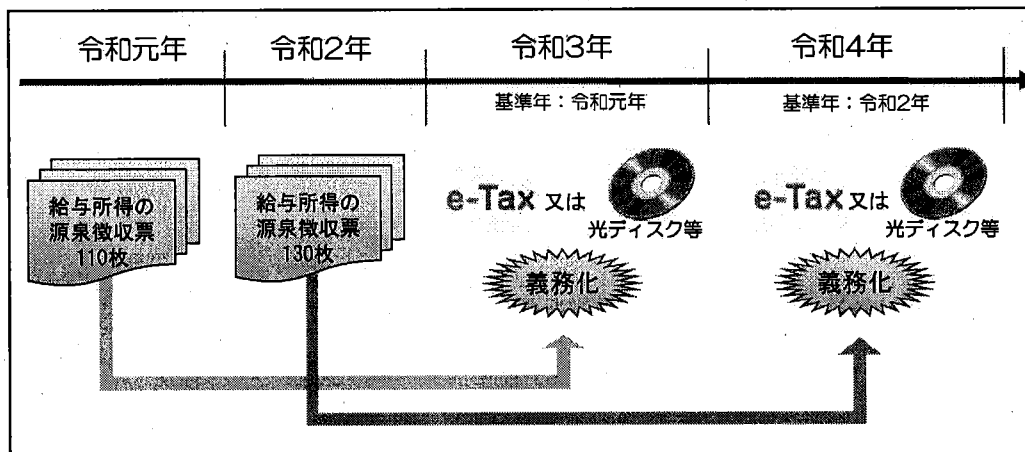 令和元年
令和2年
令和3年
令和4年
基準年：令和元年
基準年：令和2年
給与所得の
源泉徴収票
110枚
給与所得の
源泉徴収票
130枚
e-Tax 又は
光ディスク等
義務化
e-Tax 又は
光ディスク等
義務化